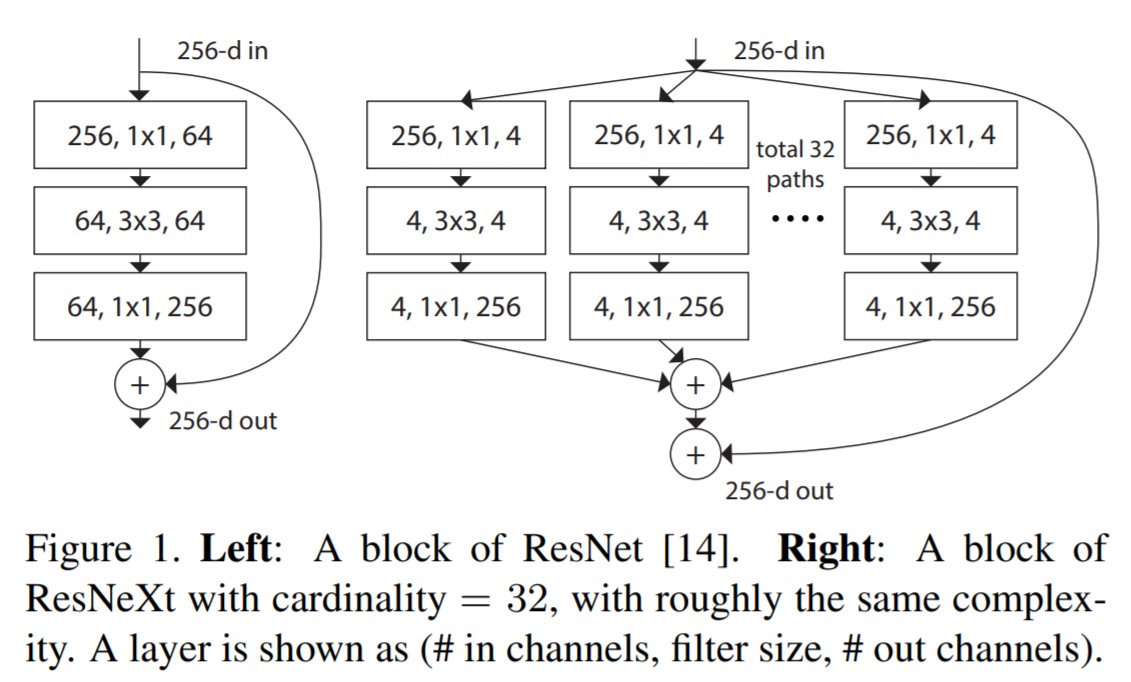 256-d in
256, 1x1, 64
64, 3x3, 64
64, 1x1, 256
+
256-d out
256-d in
256, 1x1, 4
256, 1x1, 4
total 32
paths
256, 1x1, 4
4, 3x3, 4
4, 3x3, 4
....
4, 3x3, 4
4, 1x1, 256
4, 1x1, 256
4, 1x1, 256
+
+
256-d out
Figure 1. Left: A block of ResNet [14]. Right: A block of
ResNeXt with cardinality = 32, with roughly the same complex-
ity. A layer is shown as (# in channels, filter size, # out channels).